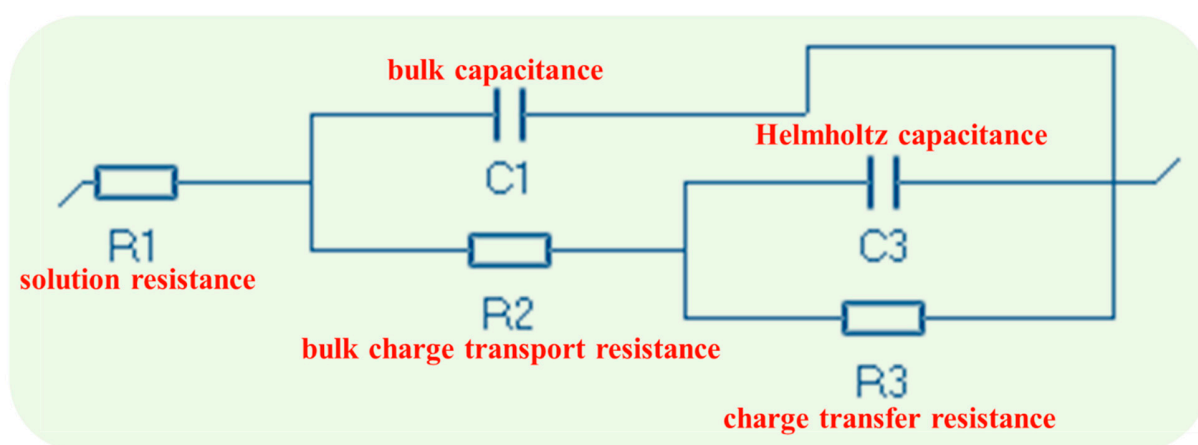 bulk capacitance
C1
Helmholtz capacitance
C3
R1
solution resistance
R2
bulk charge transport resistance
R3
charge transfer resistance